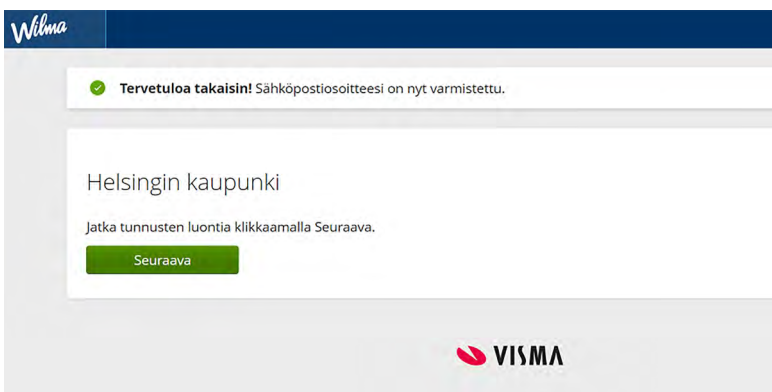 Wilma
Tervetuloa takaisin! Sähköpostiosoitteesi on nyt varmistettu.
Helsingin kaupunki
Jatka tunnusten luontia klikkaamalla Seuraava.
Seuraava
VISMA